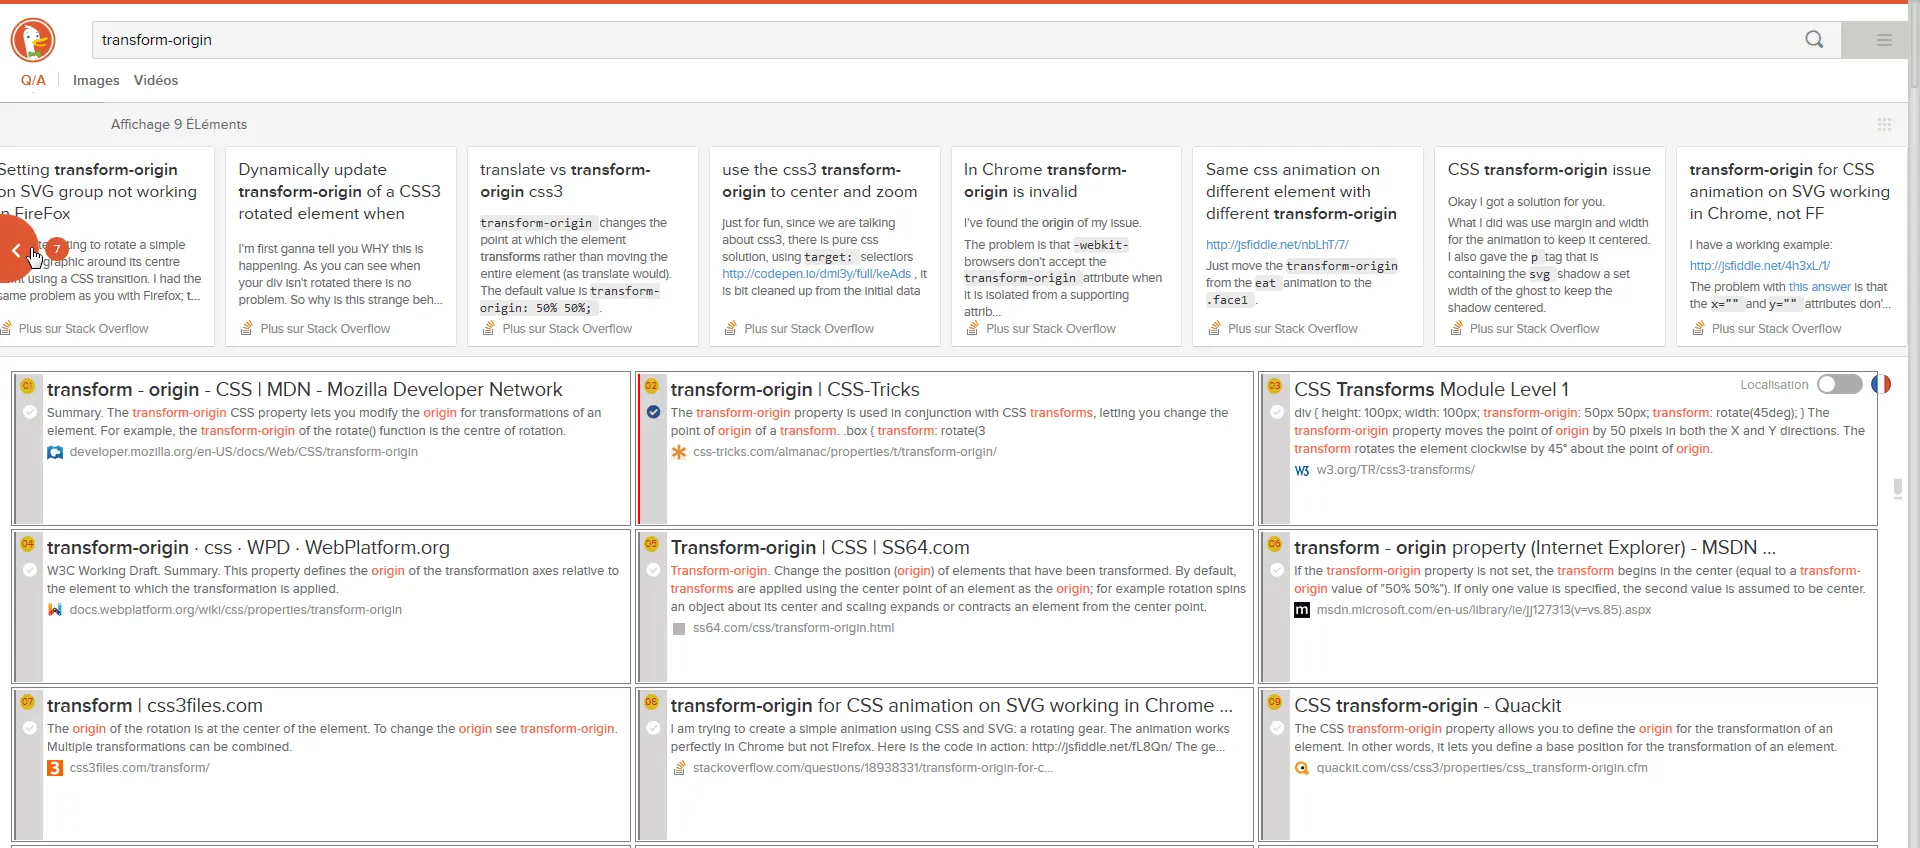 transform-origin
Q/A Images Vidéos
Affichage 9 ÉLéments
Setting transform-origin
on SVG group not working
in FireFox
ting to rotate a simple
graphic around its centre
using a CSS transition. I had the
same problem as you with Firefox; t...
Plus sur Stack Overflow
7
Dynamically update
transform-origin of a CSS3
rotated element when
I'm first ganna tell you WHY this is
happening. As you can see when
your div isn't rotated there is no
problem. So why is this strange beh...
Plus sur Stack Overflow
translate vs transform-
origin css3
transform-origin changes the
point at which the element
transforms rather than moving the
entire element (as translate would).
The default value is transform-
origin: 50% 50%; .
Plus sur Stack Overflow
use the css3 transform-
origin to center and zoom
just for fun, since we are talking
about css3, there is pure css
solution, using target: selectiors
http://codepen.io/dmi3y/full/keAds , it
is bit cleaned up from the initial data
Plus sur Stack Overflow
In Chrome transform-
origin is invalid
I've found the origin of my issue.
The problem is that -webkit-
browsers don't accept the
transform-origin attribute when
it is isolated from a supporting
attrib...
Plus sur Stack Overflow
Same css animation on
different element with
different transform-origin
http://jsfiddle.net/nbLhT/7/
Just move the transform-origin
from the eat animation to the
.face1 .
Plus sur Stack Overflow
CSS transform-origin issue
Okay I got a solution for you.
What I did was use margin and width
for the animation to keep it centered.
I also gave the p tag that is
containing the svg shadow a set
width of the ghost to keep the
shadow centered.
Plus sur Stack Overflow
transform-origin for CSS
animation on SVG working
in Chrome, not FF
I have a working example:
http://jsfiddle.net/4h3xL/1/
The problem with this answer is that
the x="" and y="" attributes don'...
Plus sur Stack Overflow
01
transform - origin - CSS | MDN - Mozilla Developer Network
Summary. The transform-origin CSS property lets you modify the origin for transformations of an
element. For example, the transform-origin of the rotate() function is the centre of rotation.
developer.mozilla.org/en-US/docs/Web/CSS/transform-origin
02
transform-origin | CSS-Tricks
The transform-origin property is used in conjunction with CSS transforms, letting you change the
point of origin of a transform. .box { transform: rotate(3
css-tricks.com/almanac/properties/t/transform-origin/
03
CSS Transforms Module Level 1
Localisation
div { height: 100px; width: 100px; transform-origin: 50px 50px; transform: rotate(45deg); } The
transform-origin property moves the point of origin by 50 pixels in both the X and Y directions. The
transform rotates the element clockwise by 45° about the point of origin.
W3 w3.org/TR/css3-transforms/
04
transform-origin · css · WPD · WebPlatform.org
W3C Working Draft. Summary. This property defines the origin of the transformation axes relative to
the element to which the transformation is applied.
docs.webplatform.org/wiki/css/properties/transform-origin
05
Transform-origin | CSS | SS64.com
Transform-origin. Change the position (origin) of elements that have been transformed. By default,
transforms are applied using the center point of an element as the origin; for example rotation spins
an object about its center and scaling expands or contracts an element from the center point.
ss64.com/css/transform-origin.html
06
transform - origin property (Internet Explorer) - MSDN ...
If the transform-origin property is not set, the transform begins in the center (equal to a transform-
origin value of "50% 50%"). If only one value is specified, the second value is assumed to be center.
m msdn.microsoft.com/en-us/library/ie/jj127313(v=vs.85).aspx
07
transform | css3files.com
The origin of the rotation is at the center of the element. To change the origin see transform-origin.
Multiple transformations can be combined.
3 css3files.com/transform/
08
transform-origin for CSS animation on SVG working in Chrome ...
I am trying to create a simple animation using CSS and SVG: a rotating gear. The animation works
perfectly in Chrome but not Firefox. Here is the code in action: http://jsfiddle.net/fL8Qn/ The ge...
stackoverflow.com/questions/18938331/transform-origin-for-c...
09
CSS transform-origin - Quackit
The CSS transform-origin property allows you to define the origin for the transformation of an
element. In other words, it lets you define a base position for the transformation of an element.
quackit.com/css/css3/properties/css_transform-origin.cfm